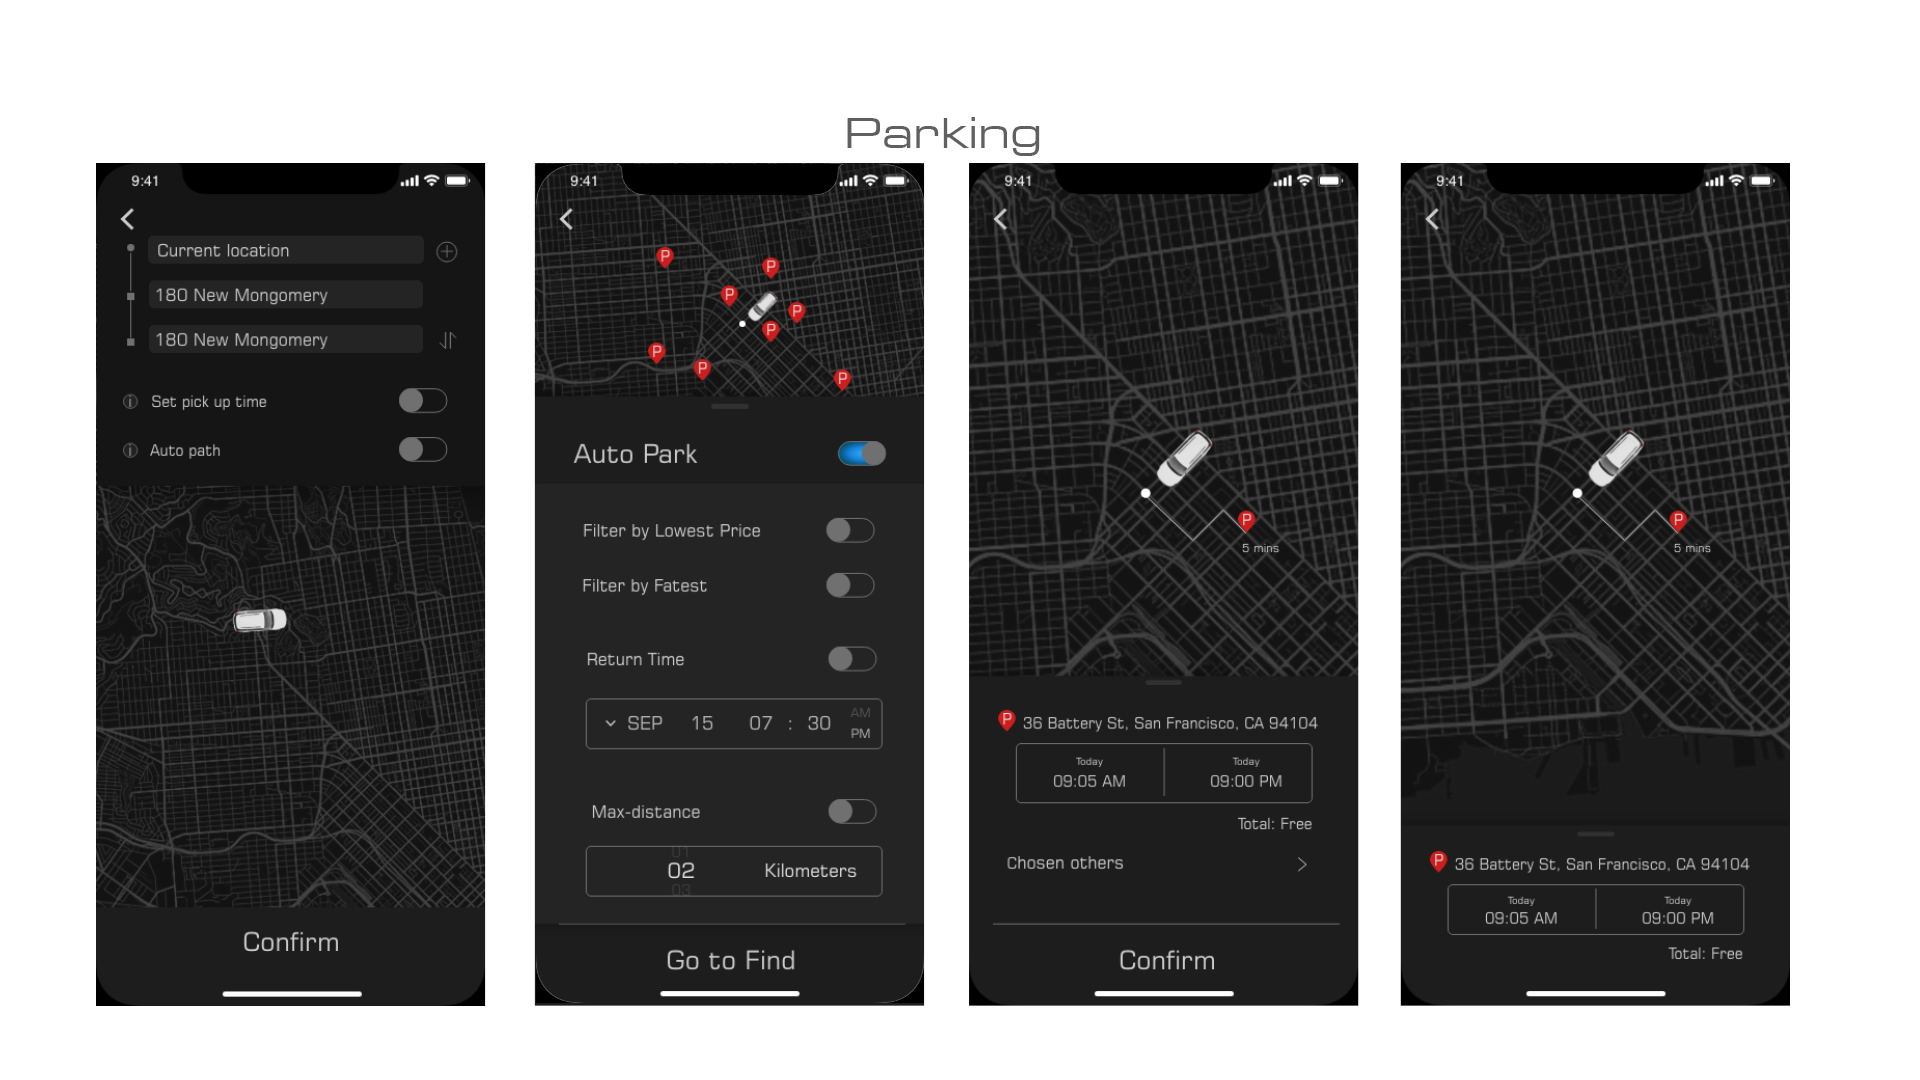 Parking
9:41
Current location
180 New Mongomery
180 New Mongomery
Set pick up time
Auto path
Confirm
9:41
P
P
P
P
P
P
P
P
Auto Park
Filter by Lowest Price
Filter by Fatest
Return Time
SEP 15 07 : 30 AM
PM
Max-distance
01
02 Kilometers
03
Go to Find
9:41
P
5 mins
P 36 Battery St, San Francisco, CA 94104
Today Today
09:05 AM 09:00 PM
Total: Free
Chosen others
Confirm
9:41
P
5 mins
P 36 Battery St, San Francisco, CA 94104
Today Today
09:05 AM 09:00 PM
Total: Free